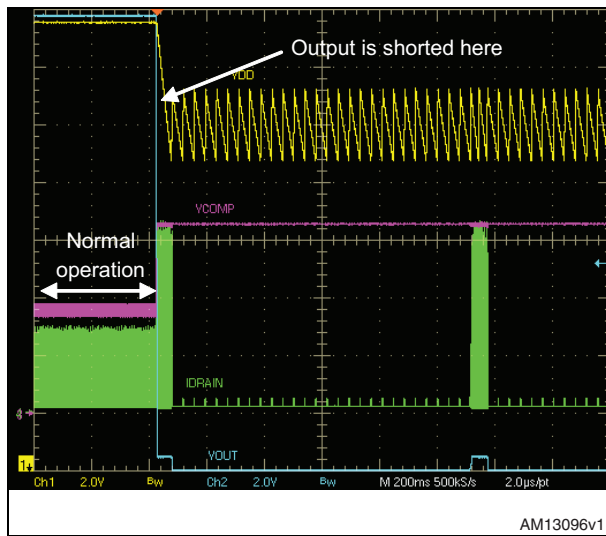 Output is shorted here
VDD
VCOMP
Normal
operation
IDRAIN
4
VOUT
1
Ch1 2.0V Bw Ch2 2.0V Bw M 200ms 500kS/s 2.0µs/pt
AM13096v1